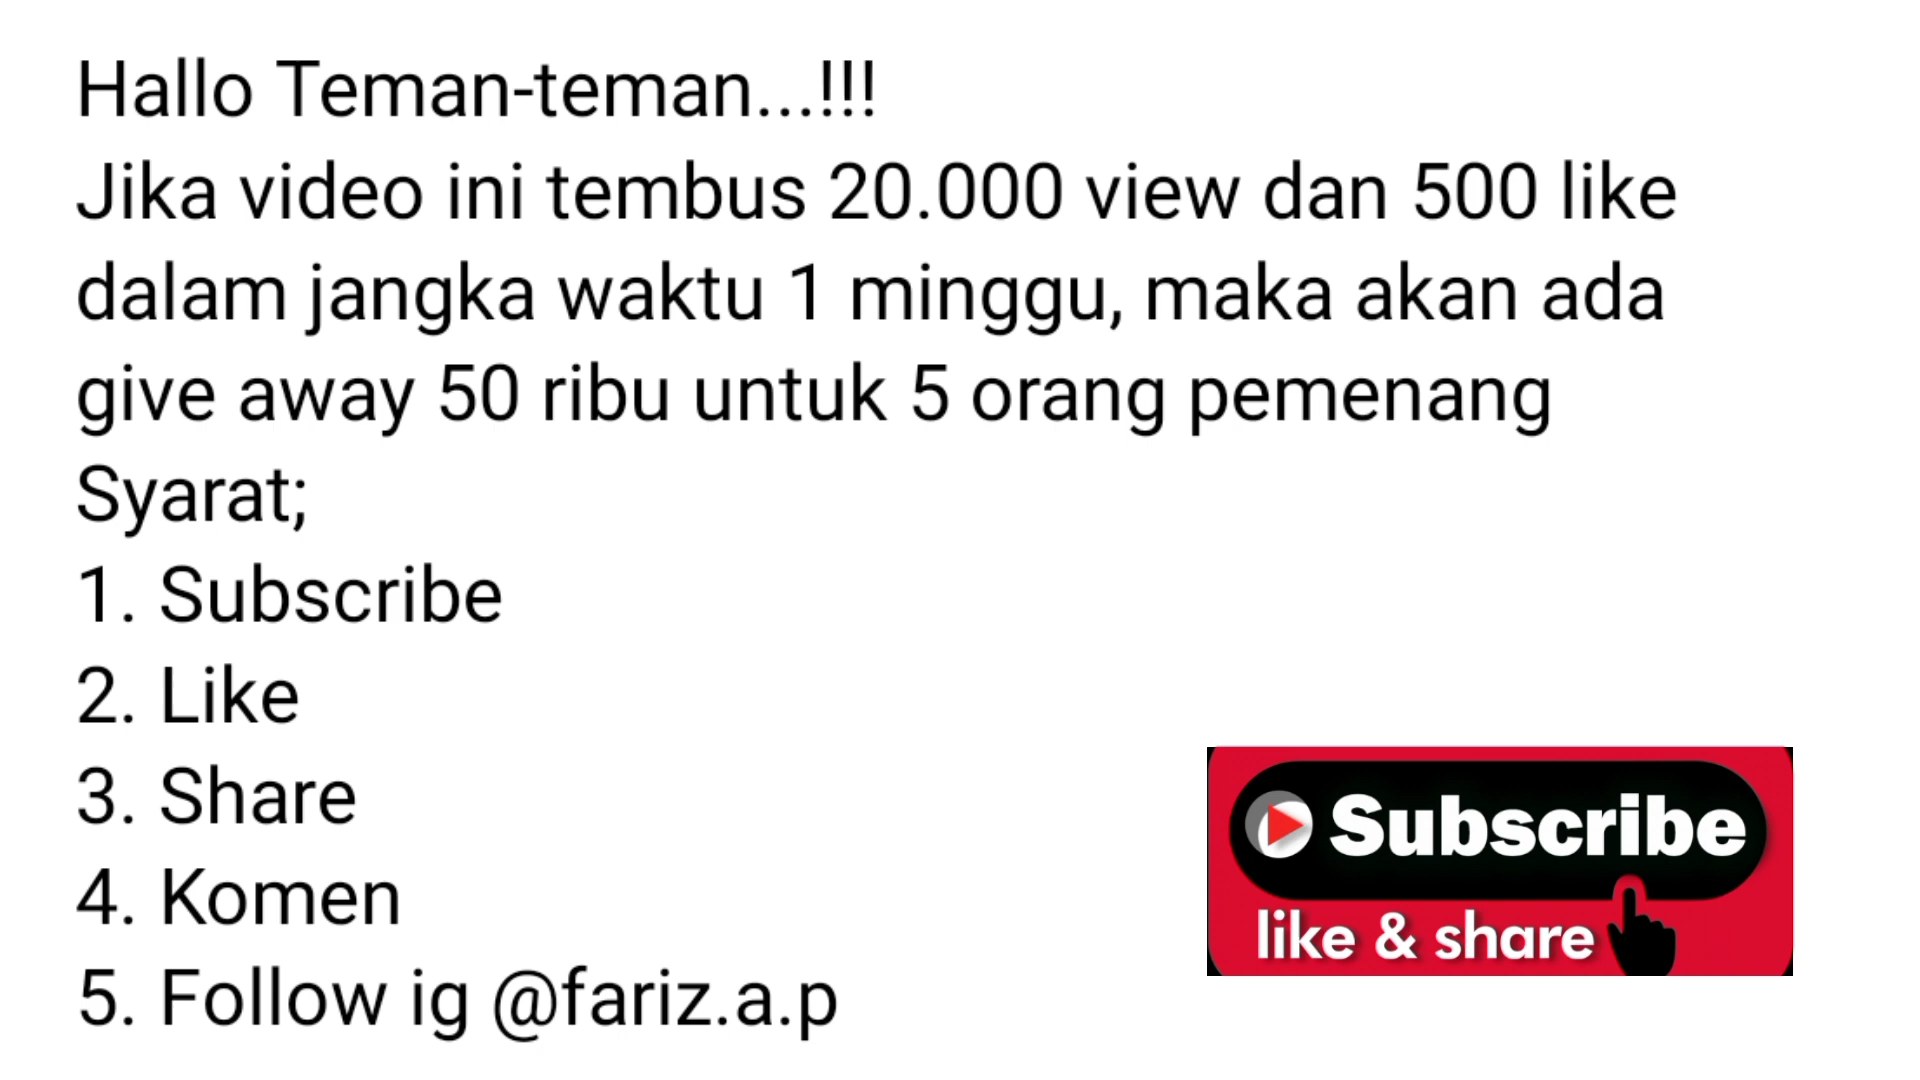 Hallo Teman-teman...!!!
Jika video ini tembus 20.000 view dan 500 like
dalam jangka waktu 1 minggu, maka akan ada
give away 50 ribu untuk 5 orang pemenang
Syarat;
1. Subscribe
2. Like
3. Share
4. Komen
5. Follow ig @fariz.a.p
Subscribe
like & share